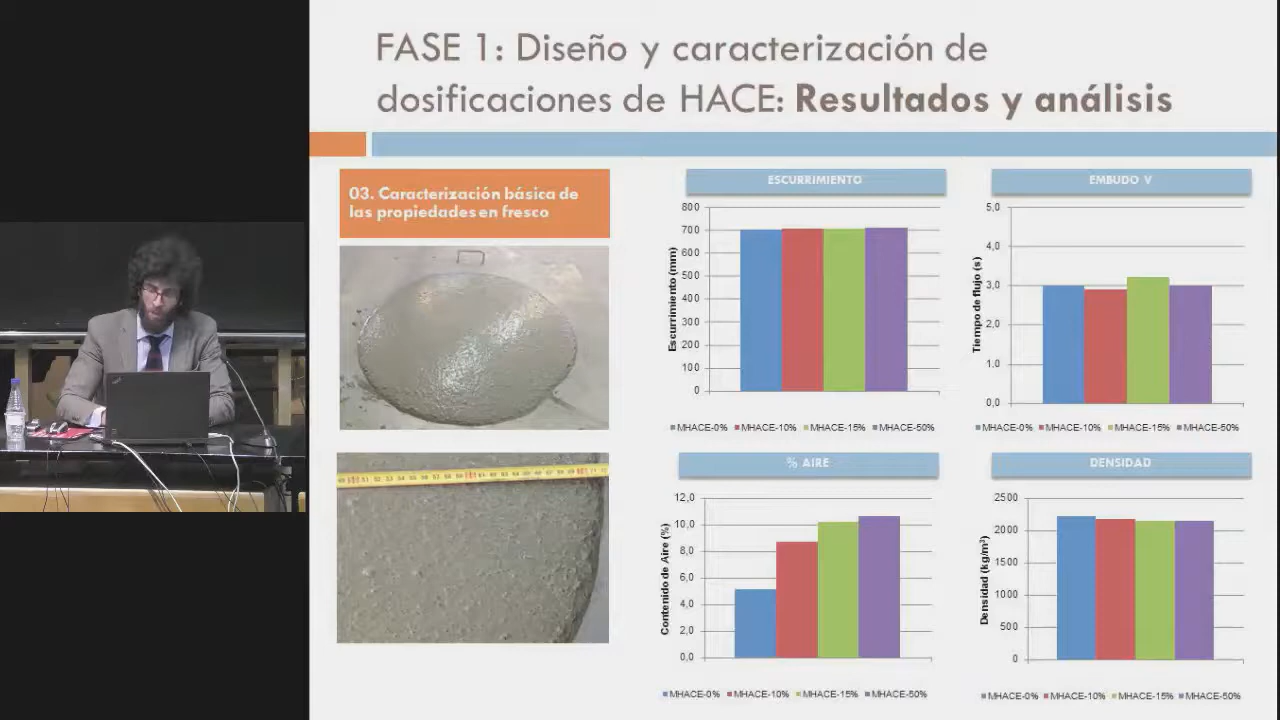 FASE 1: Diseño y caracterización de
dosificaciones de HACE: Resultados y análisis
03. Caracterización básica de
las propiedades en fresco
ESCURRIMIENTO
800
700
600
500
400
300
200
100
0
Escurrimiento (mm)
MHACE-0% MHACE-10% MHACE-15% MHACE-50%
EMBUDO V
5,0
4,0
3,0
2,0
1,0
0,0
Tiempo de flujo (s)
MHACE-0% MHACE-10% MHACE-15% MHACE-50%
% AIRE
12,0
10,0
8,0
6,0
4,0
2,0
0,0
Contenido de Aire (%)
MHACE-0% MHACE-10% MHACE-15% MHACE-50%
DENSIDAD
2500
2000
1500
1000
500
0
Densidad (kg/m³)
MHACE-0% MHACE-10% MHACE-15% MHACE-50%